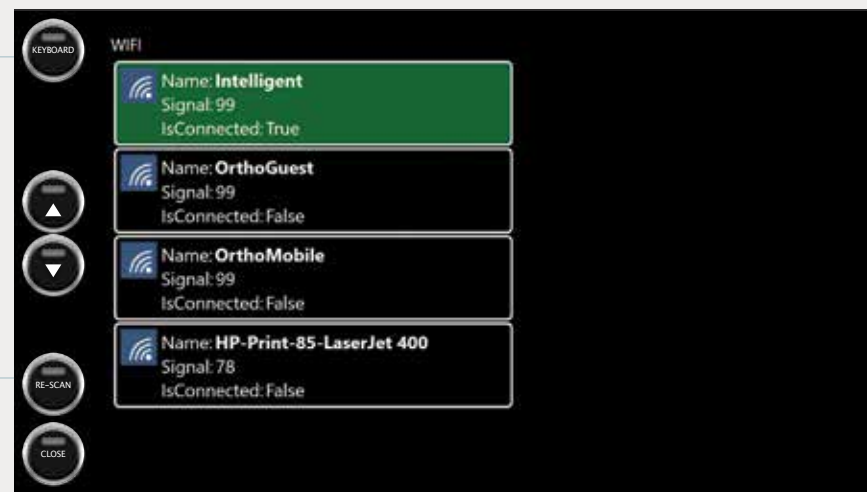 KEYBOARD
WIFI
Name: Intelligent
Signal: 99
IsConnected: True
Name: OrthoGuest
Signal: 99
IsConnected: False
Name: OrthoMobile
Signal: 99
IsConnected: False
Name: HP-Print-85-LaserJet 400
Signal: 78
IsConnected: False
RE-SCAN
CLOSE